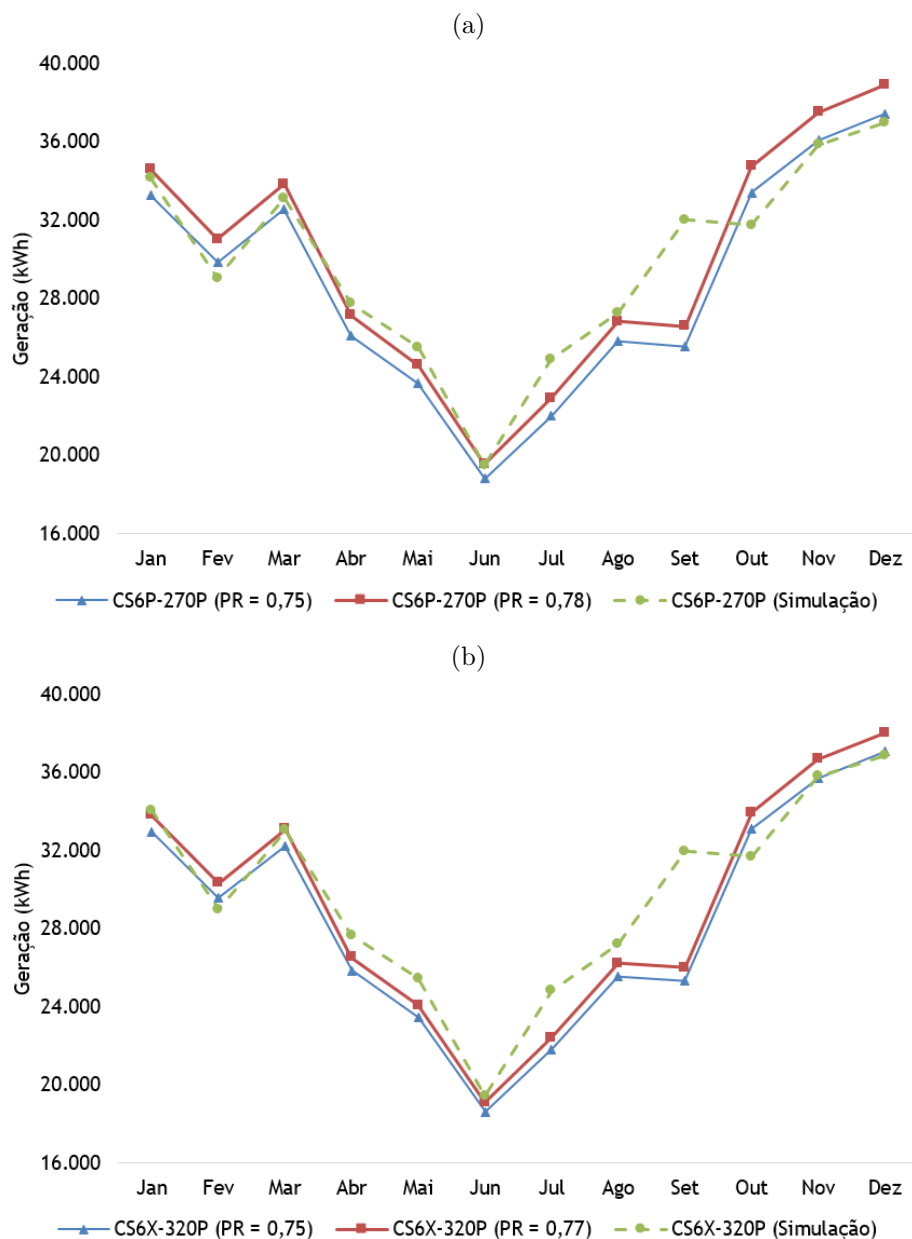 (a)
40.000
36.000
32.000
28.000
24.000
20.000
16.000
Geração (kWh)
Jan Fev Mar Abr Mai Jun Jul Ago Set Out Nov Dez
CS6P-270P (PR = 0,75) CS6P-270P (PR = 0,78) CS6P-270P (Simulação)
(b)
40.000
36.000
32.000
28.000
24.000
20.000
16.000
Geração (kWh)
Jan Fev Mar Abr Mai Jun Jul Ago Set Out Nov Dez
CS6X-320P (PR = 0,75) CS6X-320P (PR = 0,77) CS6X-320P (Simulação)